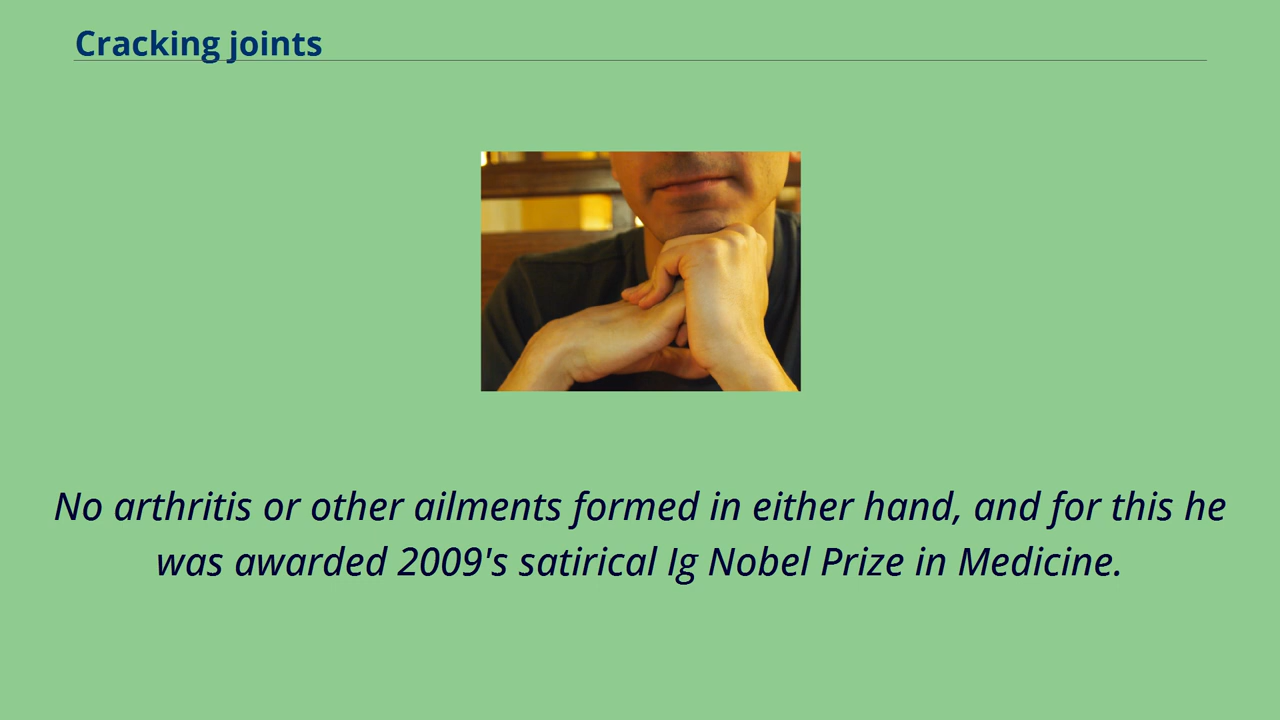 Cracking joints
No arthritis or other ailments formed in either hand, and for this he
was awarded 2009's satirical Ig Nobel Prize in Medicine.